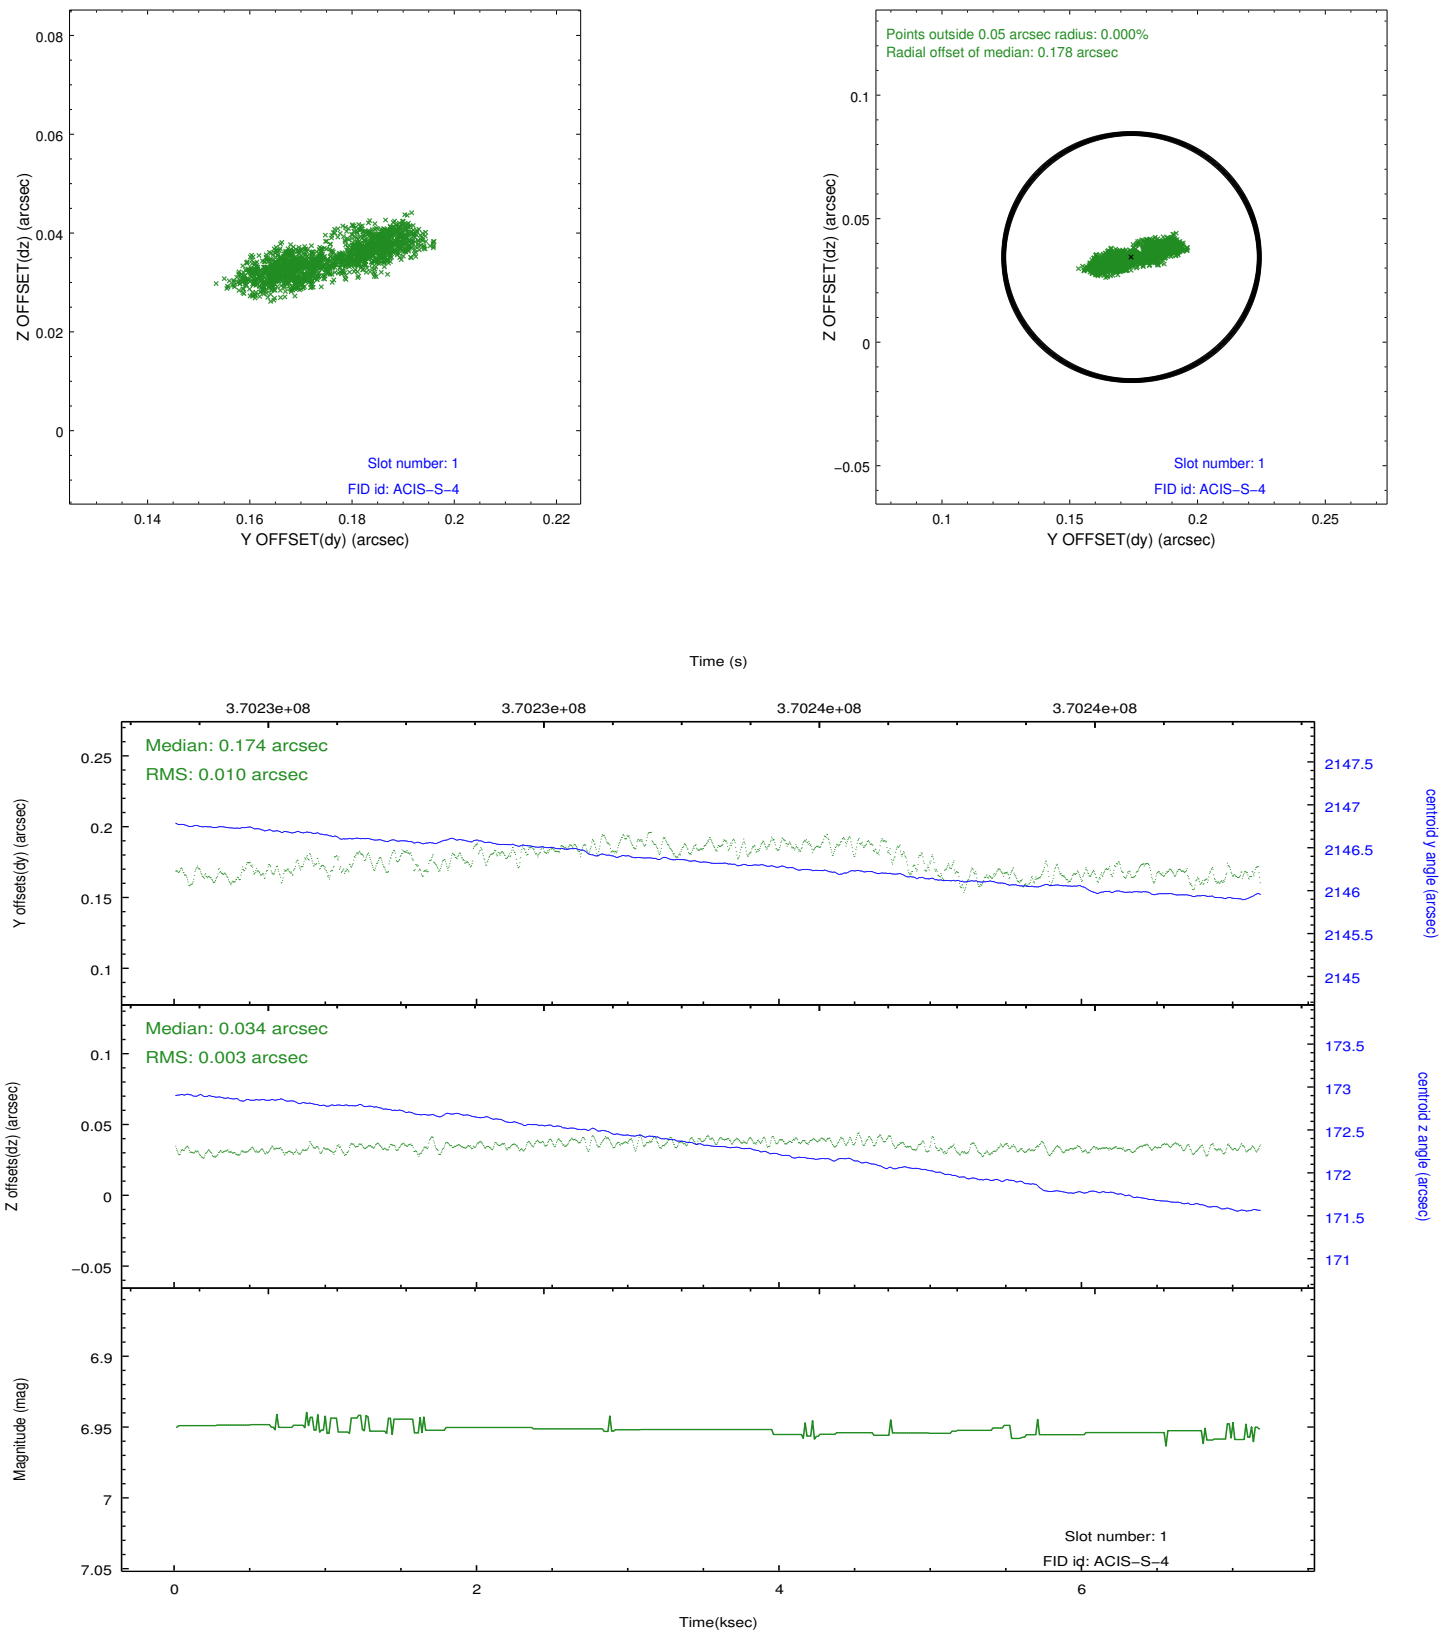 0.08
0.06
0.04
0.02
0
Z OFFSET(dz) (arcsec)
Slot number: 1
FID id: ACIS−S−4
0.14 0.16 0.18 0.2 0.22
Y OFFSET(dy) (arcsec)
Points outside 0.05 arcsec radius: 0.000%
Radial offset of median: 0.178 arcsec
0.1
0.05
0
−0.05
Z OFFSET(dz) (arcsec)
Slot number: 1
FID id: ACIS−S−4
0.1 0.15 0.2 0.25
Y OFFSET(dy) (arcsec)
Time (s)
3.7023e+08 3.7023e+08 3.7024e+08 3.7024e+08
Median: 0.174 arcsec
RMS: 0.010 arcsec
0.25
0.2
0.15
0.1
Y offsets(dy) (arcsec)
2147.5
2147
2146.5
2146
2145.5
2145
centroid y angle (arcsec)
Median: 0.034 arcsec
RMS: 0.003 arcsec
0.1
0.05
0
−0.05
Z offsets(dz) (arcsec)
173.5
173
172.5
172
171.5
171
centroid z angle (arcsec)
6.9
6.95
7
7.05
Magnitude (mag)
Slot number: 1
FID id: ACIS−S−4
0 2 4 6
Time(ksec)